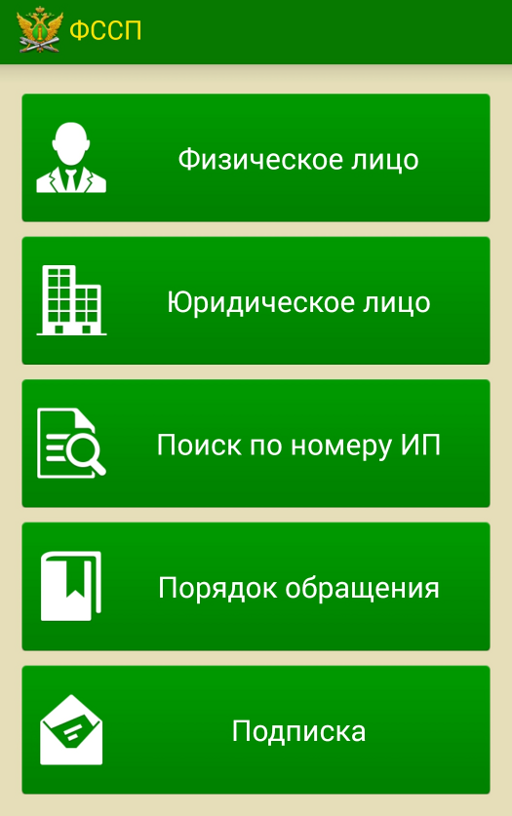 ФССП
Физическое лицо
Юридическое лицо
Поиск по номеру ИП
Порядок обращения
Подписка